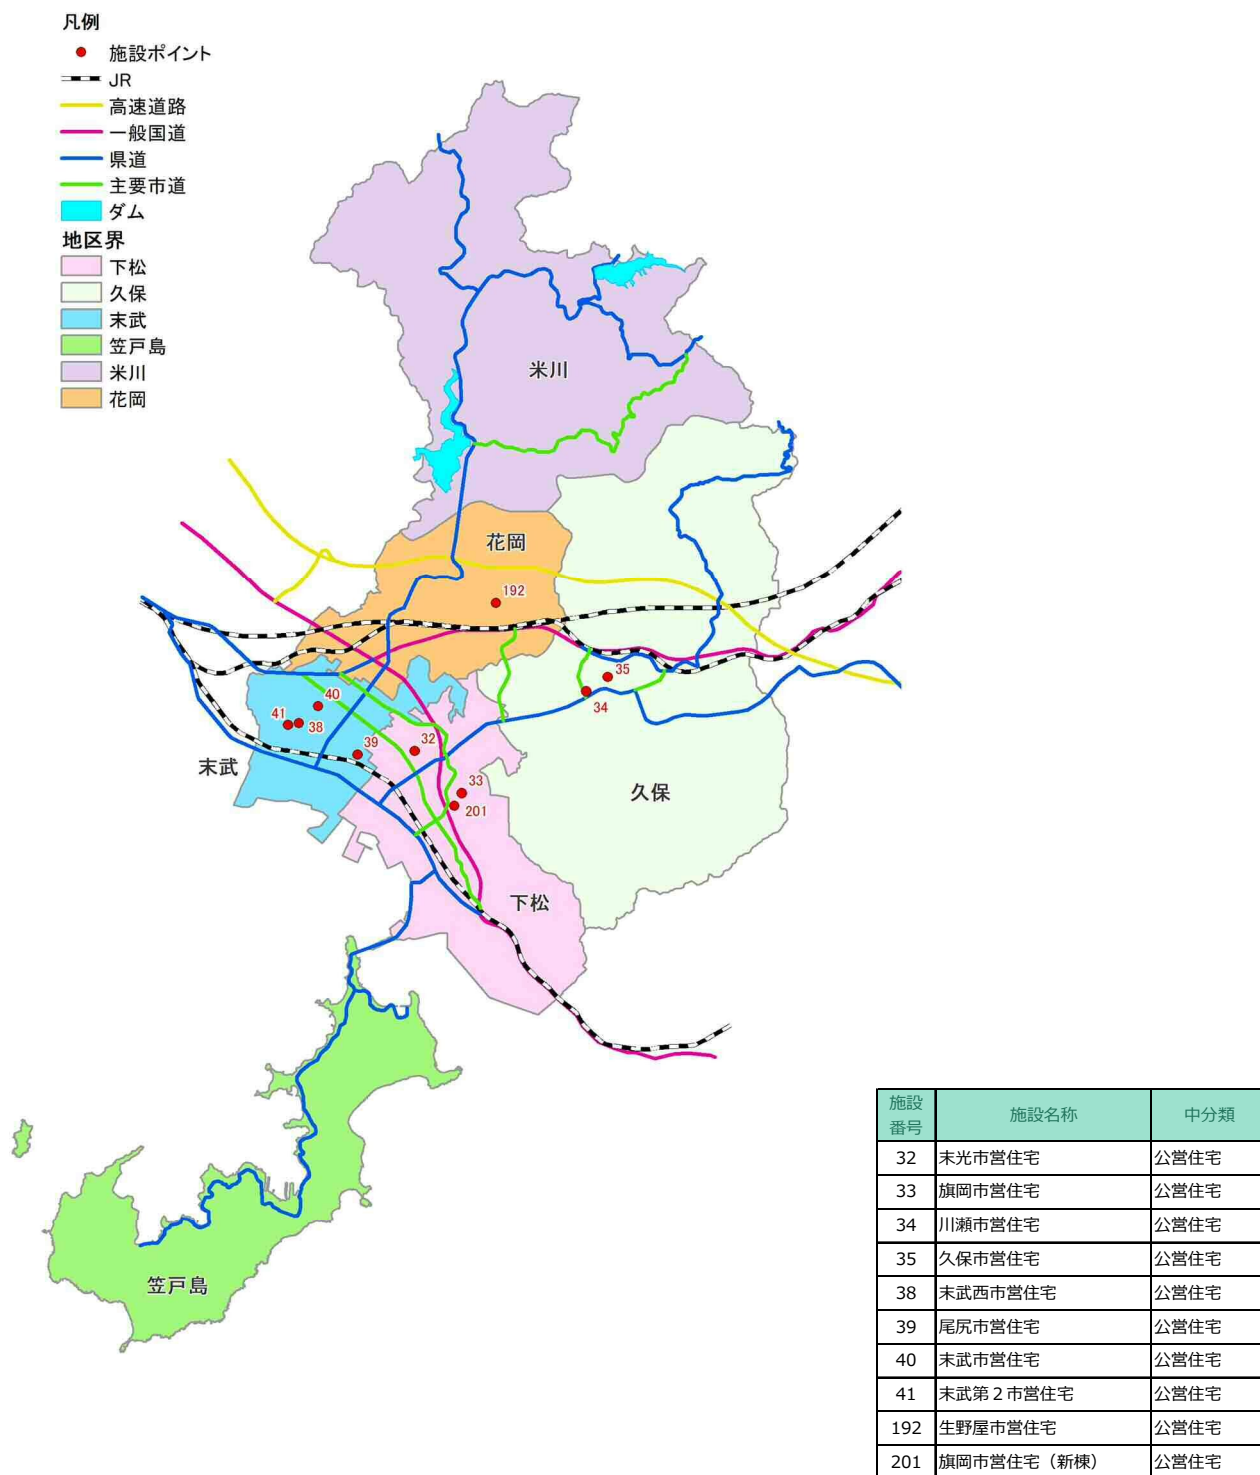 凡例
施設ポイント
JR
高速道路
一般国道
県道
主要市道
ダム
地区界
下松
久保
末武
笠戸島
米川
花岡
米川
花岡
192
35
34
40
41
38
39
32
33
201
末武
久保
下松
笠戸島
施設番号 施設名称 中分類
32 末光市営住宅 公営住宅
33 旗岡市営住宅 公営住宅
34 川瀬市営住宅 公営住宅
35 久保市営住宅 公営住宅
38 末武西市営住宅 公営住宅
39 尾尻市営住宅 公営住宅
40 末武市営住宅 公営住宅
41 末武第２市営住宅 公営住宅
192 生野屋市営住宅 公営住宅
201 旗岡市営住宅（新棟） 公営住宅